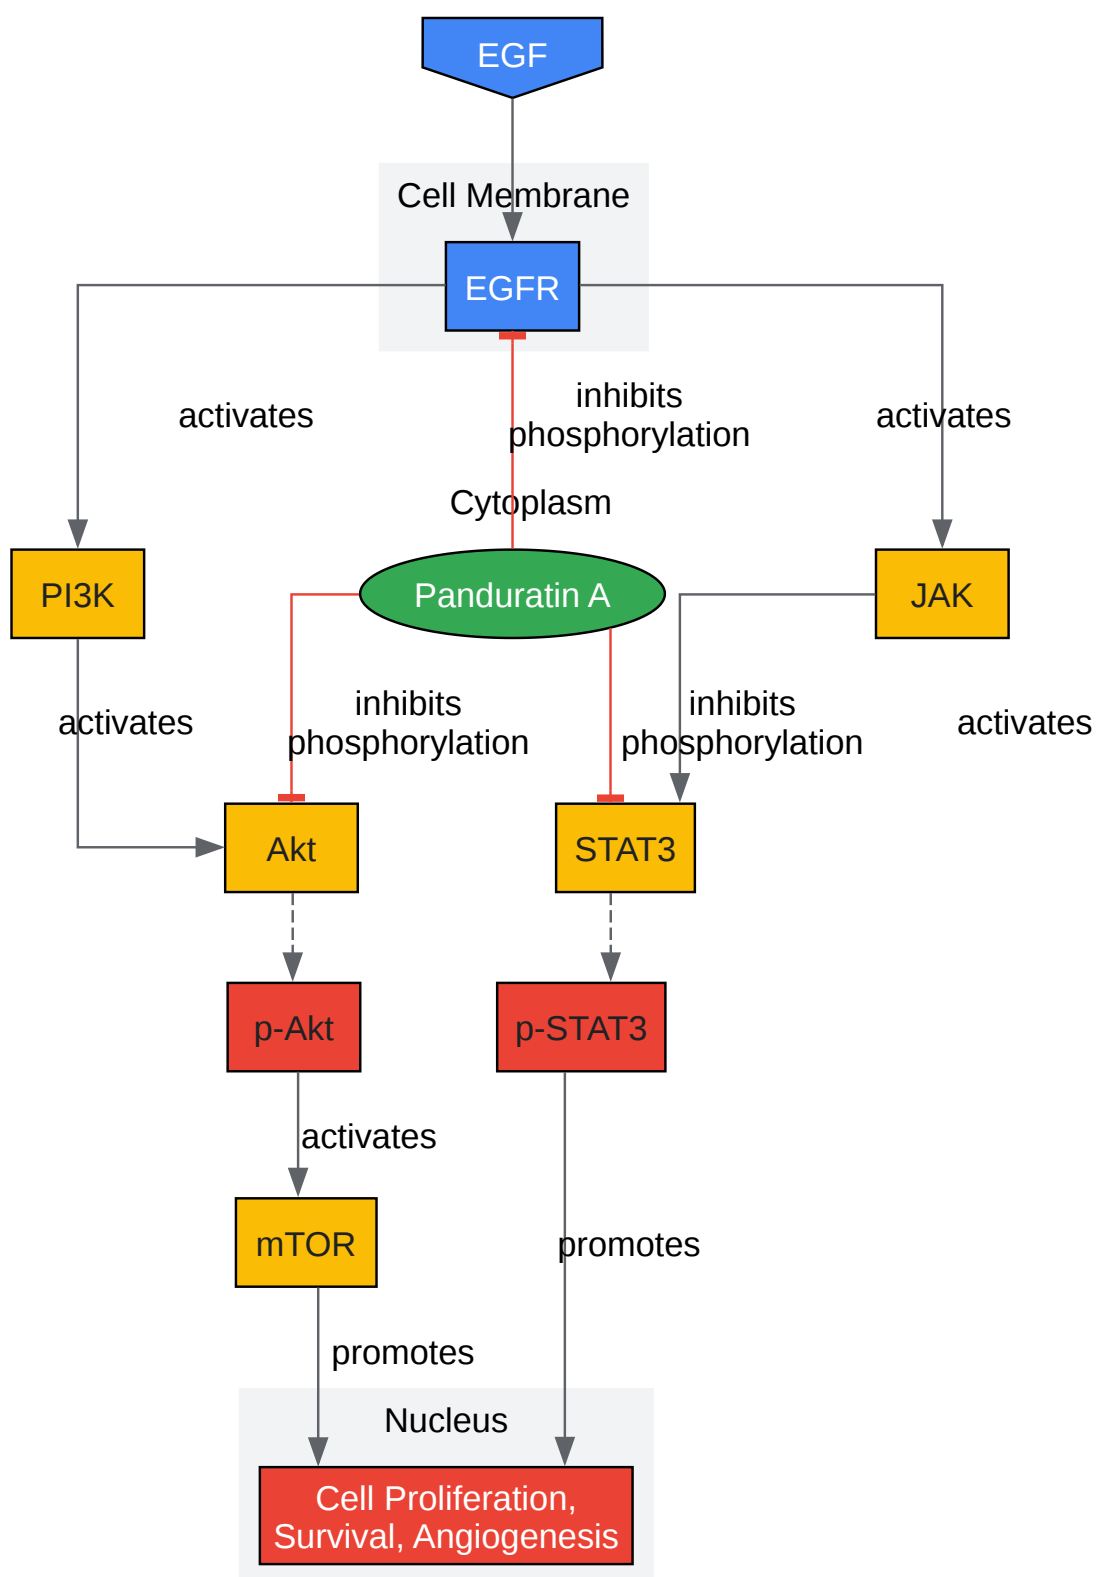 EGF
Cell Membrane
EGFR
activates
inhibits
phosphorylation
activates
Cytoplasm
PI3K
Panduratin A
JAK
activates
inhibits
phosphorylation
inhibits
phosphorylation
activates
Akt
STAT3
p-Akt
p-STAT3
activates
mTOR
promotes
promotes
Nucleus
Cell Proliferation,
Survival, Angiogenesis